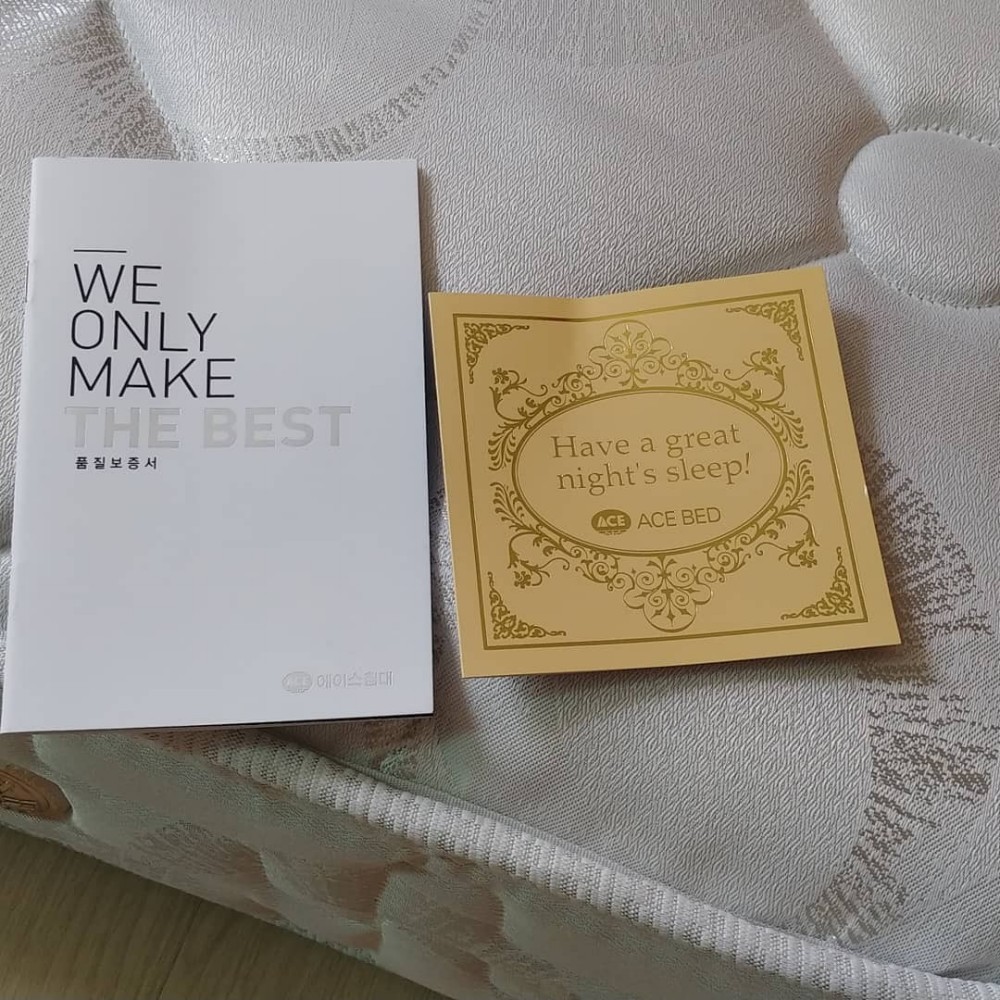 WE
ONLY
MAKE
THE BEST
품질보증서
ACE 에이스침대
Have a great
night's sleep!
ACE ACE BED